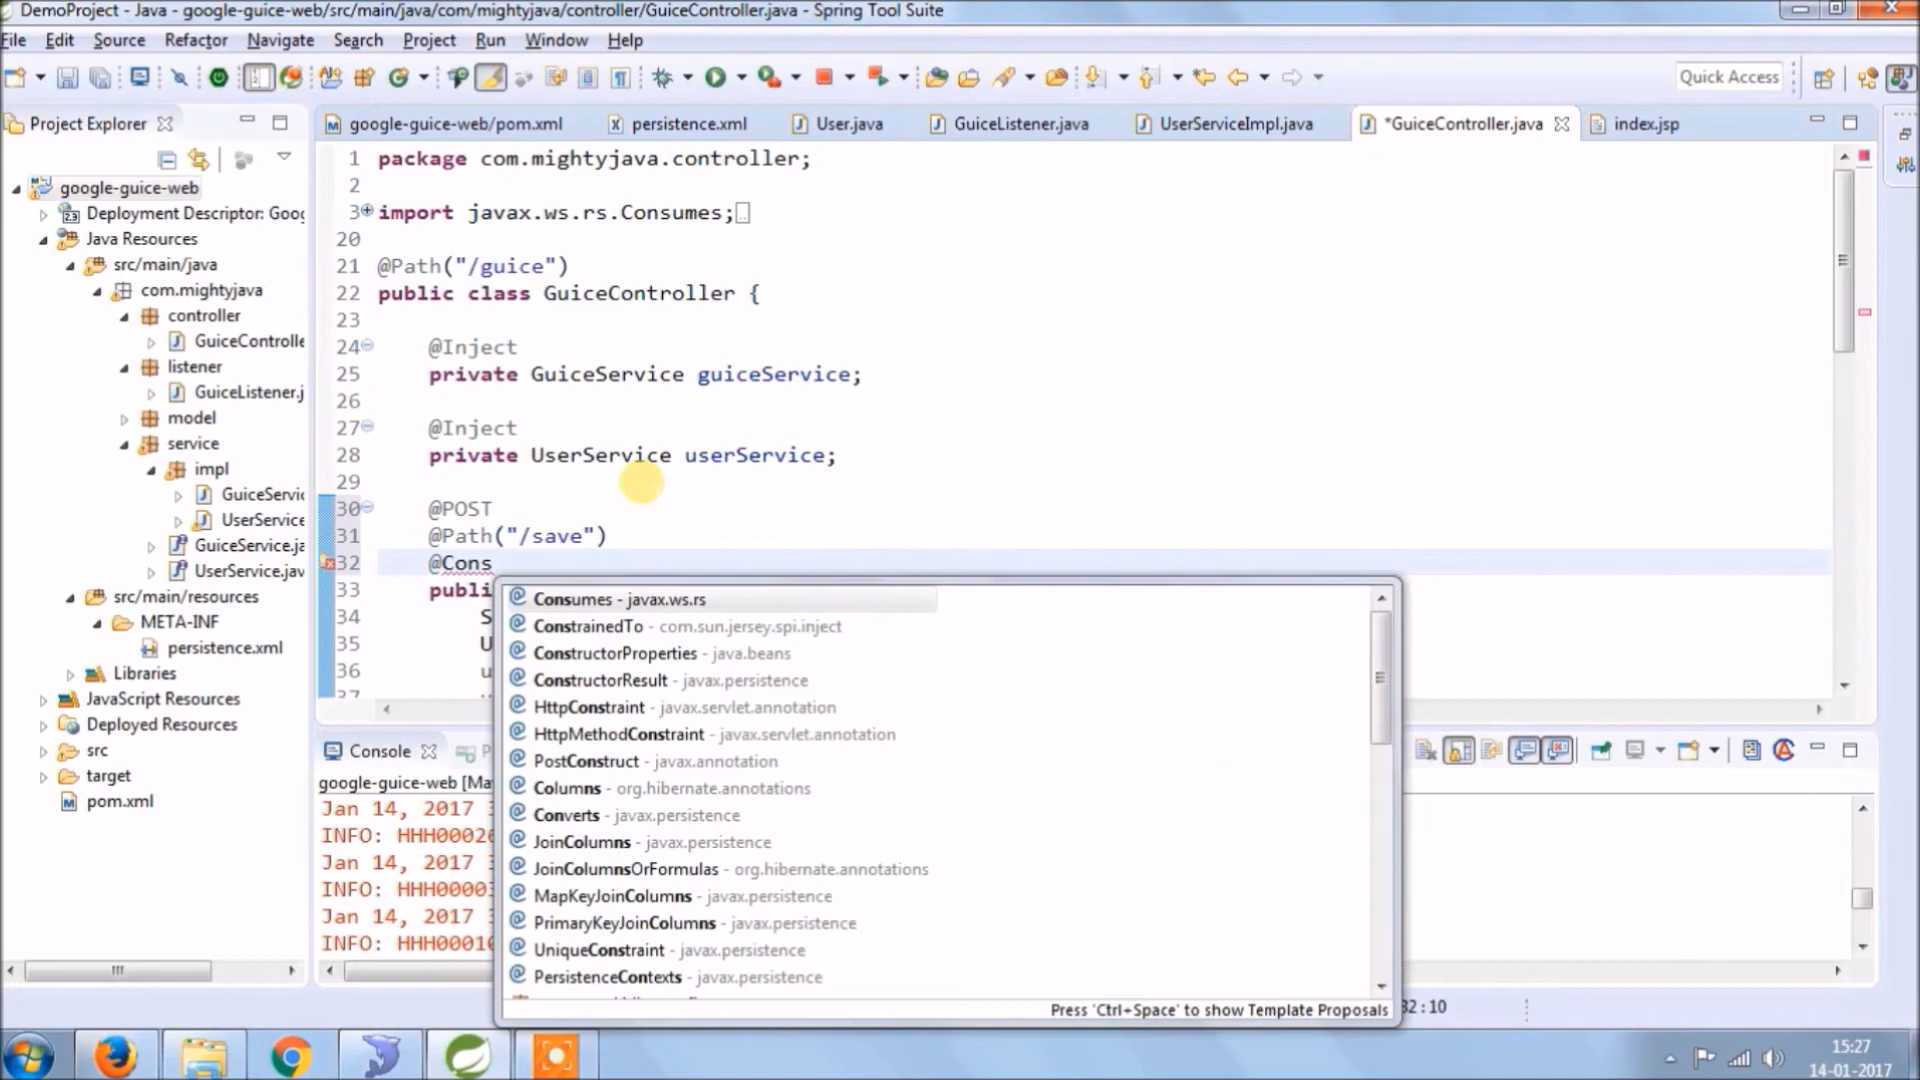 DemoProject - Java - google-guice-web/src/main/java/com/mightyjava/controller/GuiceController.java - Spring Tool Suite
File Edit Source Refactor Navigate Search Project Run Window Help
Quick Access
Project Explorer
google-guice-web/pom.xml persistence.xml User.java GuiceListener.java UserServiceImpl.java *GuiceController.java index.jsp
google-guice-web
Deployment Descriptor: Goog
Java Resources
src/main/java
com.mightyjava
controller
GuiceControlle
listener
GuiceListener.j
model
service
impl
GuiceServic
UserService
GuiceService.ja
UserService.jav
src/main/resources
META-INF
persistence.xml
Libraries
JavaScript Resources
Deployed Resources
src
target
pom.xml
1 package com.mightyjava.controller;
2
3 import javax.ws.rs.Consumes;
20
21 @Path("/guice")
22 public class GuiceController {
23
24 @Inject
25 private GuiceService guiceService;
26
27 @Inject
28 private UserService userService;
29
30 @POST
31 @Path("/save")
32 @Cons
33 publi
34 S
35 U
36 u
37
Consumes - javax.ws.rs
ConstrainedTo - com.sun.jersey.spi.inject
ConstructorProperties - java.beans
ConstructorResult - javax.persistence
HttpConstraint - javax.servlet.annotation
HttpMethodConstraint - javax.servlet.annotation
PostConstruct - javax.annotation
Columns - org.hibernate.annotations
Converts - javax.persistence
JoinColumns - javax.persistence
JoinColumnsOrFormulas - org.hibernate.annotations
MapKeyJoinColumns - javax.persistence
PrimaryKeyJoinColumns - javax.persistence
UniqueConstraint - javax.persistence
PersistenceContexts - javax.persistence
Press 'Ctrl+Space' to show Template Proposals
Console
google-guice-web [Ma
Jan 14, 2017
INFO: HHH00026
Jan 14, 2017
INFO: HHH0000
Jan 14, 2017
INFO: HHH00010
32:10
15:27
14-01-2017